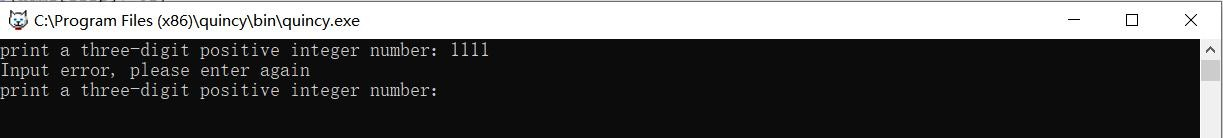 C:\Program Files (x86)\quincy\bin\quincy.exe
print a three-digit positive integer number: 1111
Input error, please enter again
print a three-digit positive integer number: